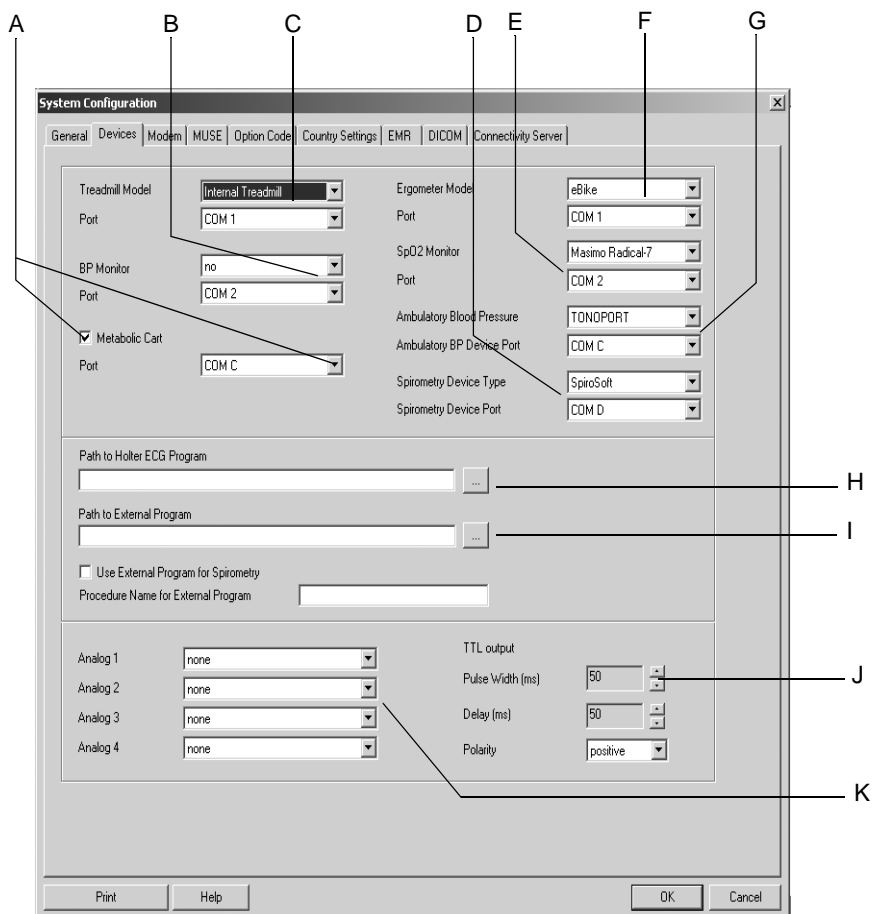 A B C D E F G
System Configuration
General Devices Modem MUSE Option Code Country Settings EMR DICOM Connectivity Server
Treadmill Model Internal Treadmill
Port COM 1
BP Monitor no
Port COM 2
Metabolic Cart
Port COM C
Ergometer Model eBike
Port COM 1
SpO2 Monitor Masimo Radical-7
Port COM 2
Ambulatory Blood Pressure TONOPORT
Ambulatory BP Device Port COM C
Spirometry Device Type SpiroSoft
Spirometry Device Port COM D
Path to Holter ECG Program
... H
Path to External Program
... I
Use External Program for Spirometry
Procedure Name for External Program
Analog 1 none
Analog 2 none
Analog 3 none
Analog 4 none
TTL output
Pulse Width (ms) 50 J
Delay (ms) 50
Polarity positive
K
Print Help OK Cancel